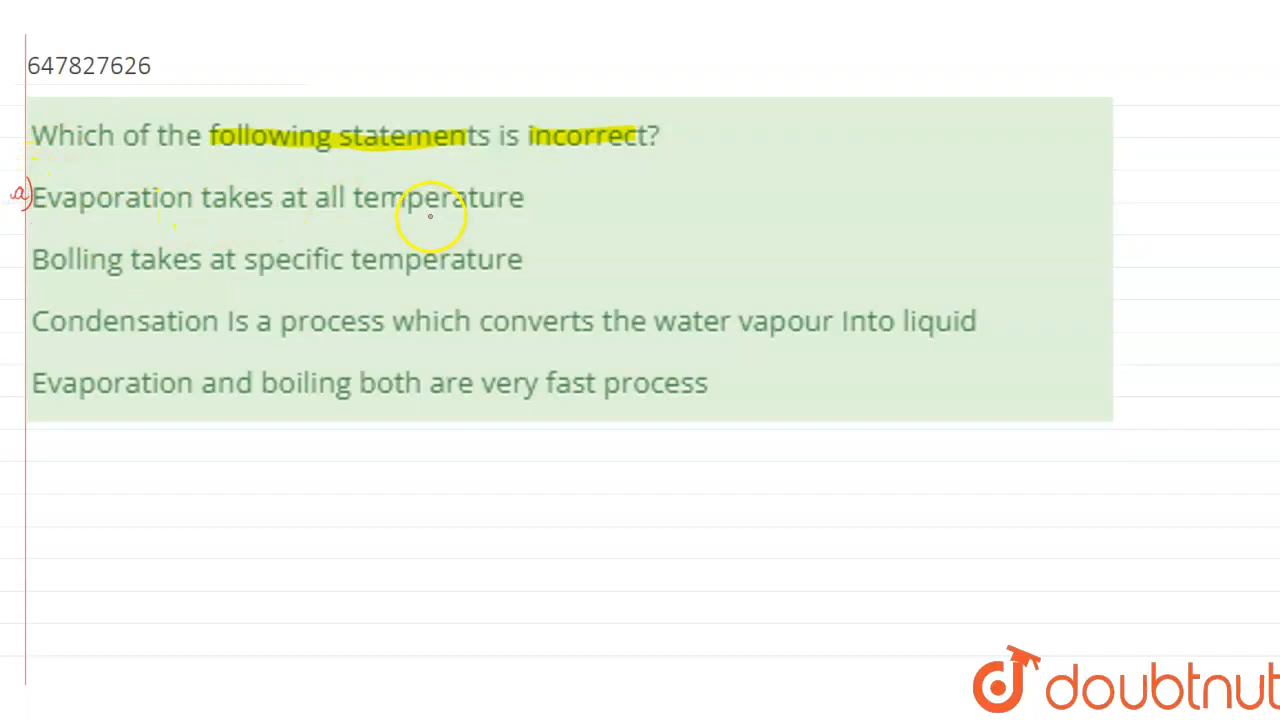 647827626
Which of the following statements is incorrect?
a) Evaporation takes at all temperature
Bolling takes at specific temperature
Condensation Is a process which converts the water vapour Into liquid
Evaporation and boiling both are very fast process
doubtnut